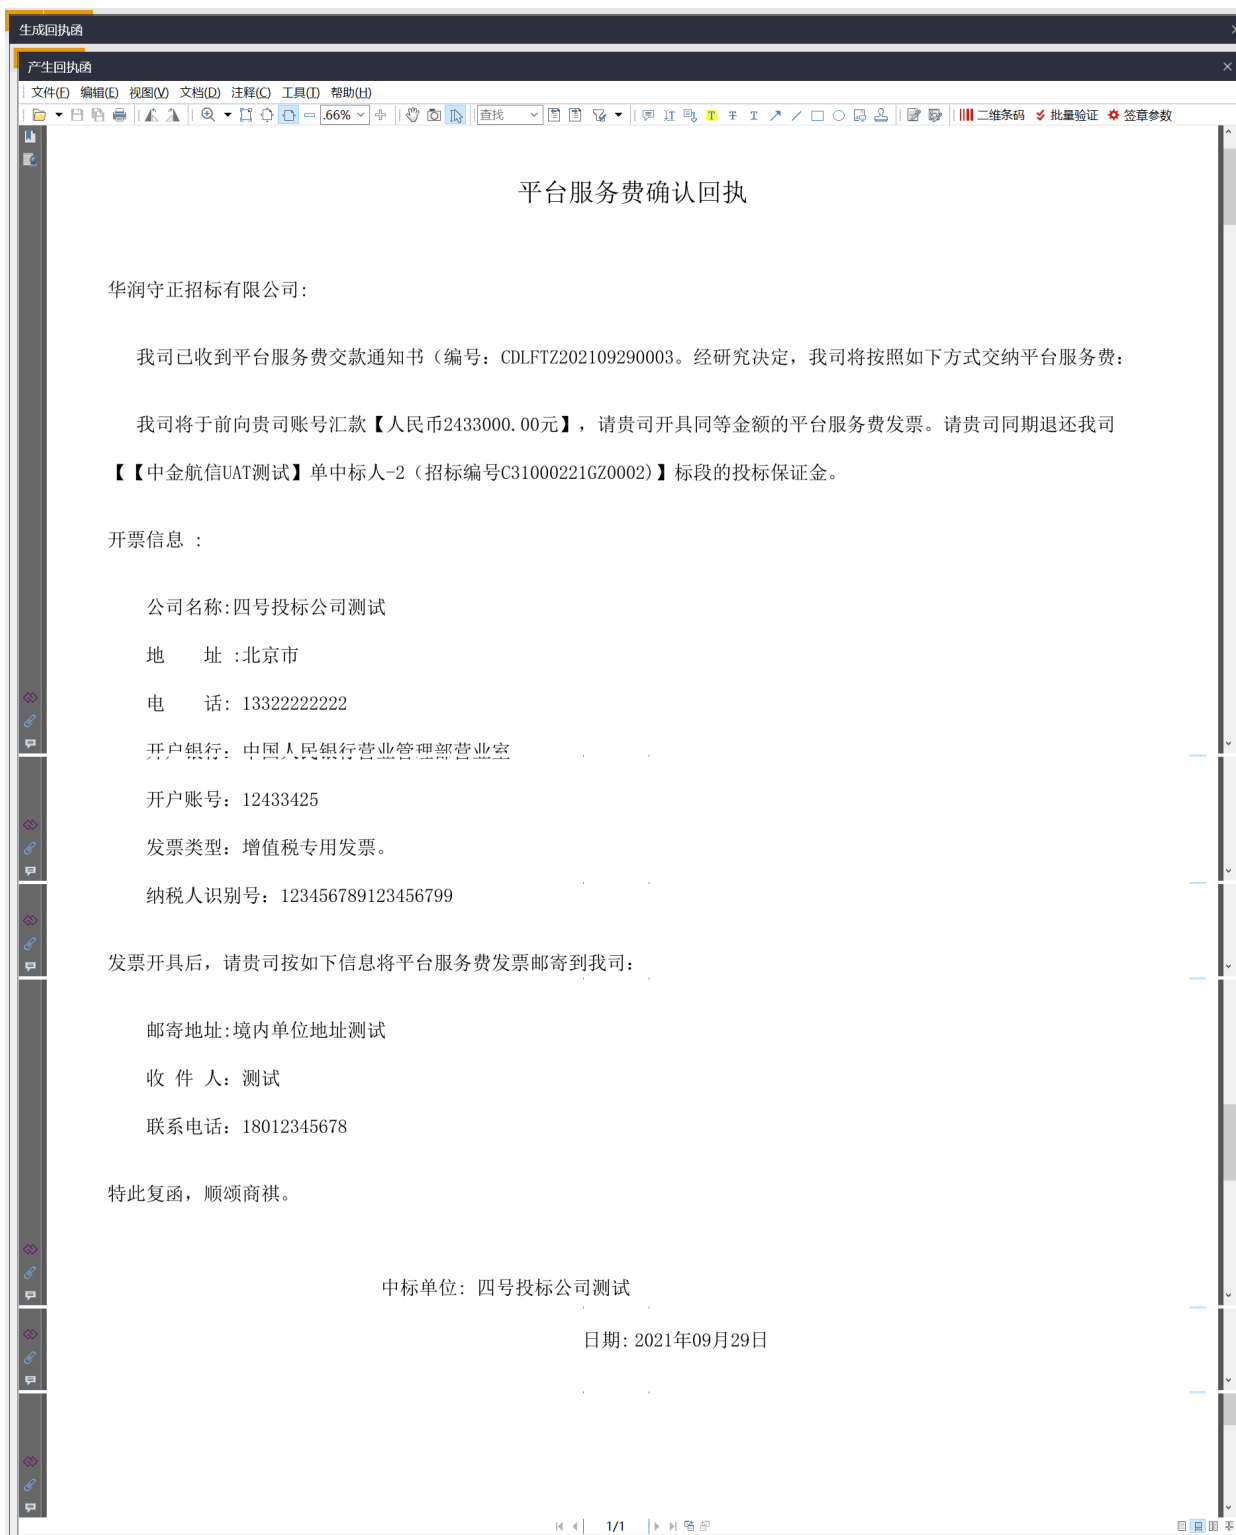 生成回执函
产生回执函
文件(F) 编辑(E) 视图(V) 文档(D) 注释(C) 工具(T) 帮助(H)
.66% 查找 二维条码 批量验证 签章参数
平台服务费确认回执
华润守正招标有限公司:
我司已收到平台服务费交款通知书（编号：CDLFTZ202109290003。经研究决定，我司将按照如下方式交纳平台服务费：
我司将于前向贵司账号汇款【人民币2433000.00元】，请贵司开具同等金额的平台服务费发票。请贵司同期退还我司
【【中金航信UAT测试】单中标人-2（招标编号C31000221GZ0002)】标段的投标保证金。
开票信息 :
公司名称:四号投标公司测试
地 址 :北京市
电 话: 13322222222
开户银行: 中国人民银行营业管理部营业室
开户账号: 12433425
发票类型: 增值税专用发票。
纳税人识别号: 123456789123456799
发票开具后，请贵司按如下信息将平台服务费发票邮寄到我司:
邮寄地址:境内单位地址测试
收 件 人: 测试
联系电话: 18012345678
特此复函，顺颂商祺。
中标单位: 四号投标公司测试
日期: 2021年09月29日
1/1